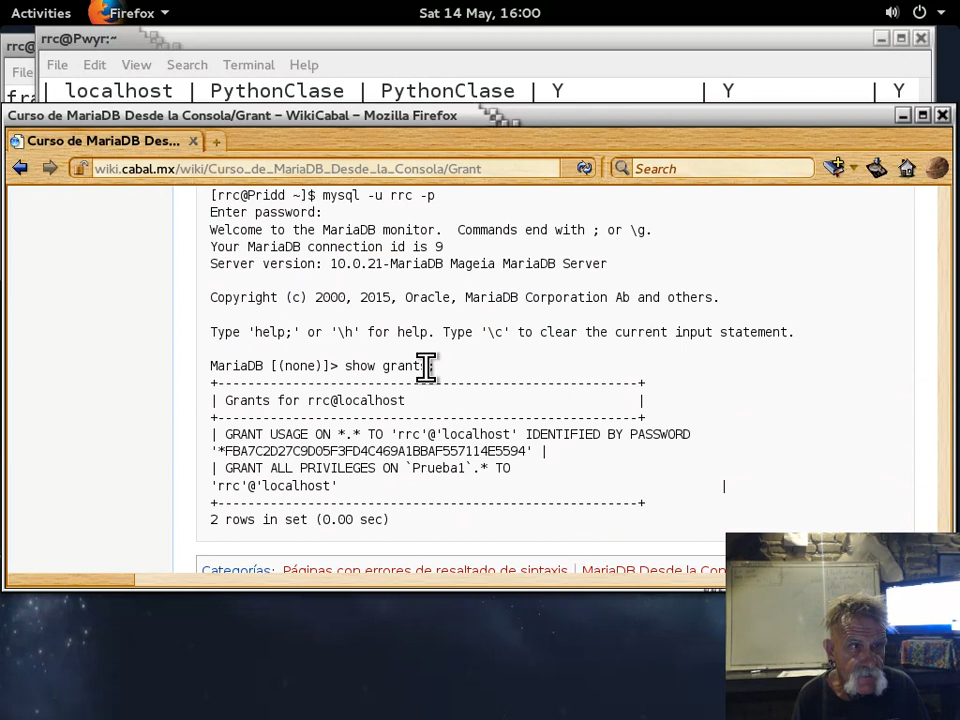 Activities Firefox Sat 14 May, 16:00
rrc@ rrc@Pwyr:~
File File Edit View Search Terminal Help
| localhost | PythonClase | PythonClase | Y | Y | Y
Curso de MariaDB Desde la Consola/Grant – WikiCabal – Mozilla Firefox
Curso de MariaDB Des...
wiki.cabal.mx/wiki/Curso_de_MariaDB_Desde_la_Consola/Grant Search
[rrc@Pridd ~]$ mysql -u rrc -p
Enter password:
Welcome to the MariaDB monitor.  Commands end with ; or \g.
Your MariaDB connection id is 9
Server version: 10.0.21-MariaDB Mageia MariaDB Server
Copyright (c) 2000, 2015, Oracle, MariaDB Corporation Ab and others.
Type 'help;' or '\h' for help. Type '\c' to clear the current input statement.
MariaDB [(none)]> show grants;
+--------------------------------------------------------+
| Grants for rrc@localhost |
+--------------------------------------------------------+
| GRANT USAGE ON *.* TO 'rrc'@'localhost' IDENTIFIED BY PASSWORD
'*FBA7C2D27C9D05F3FD4C469A1BBAF557114E5594' |
| GRANT ALL PRIVILEGES ON `Prueba1`.* TO
'rrc'@'localhost' |
+--------------------------------------------------------+
2 rows in set (0.00 sec)
Categorías: Páginas con errores de resaltado de sintaxis | MariaDB Desde la Con